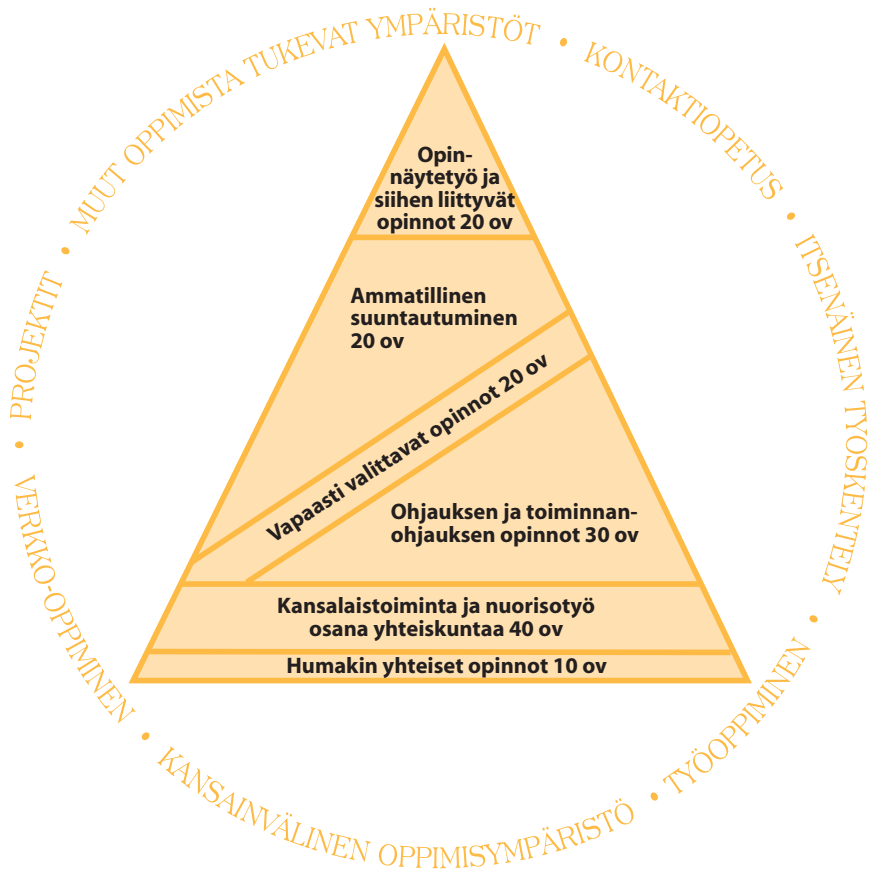 MUUT OPPIMISTA TUKEVAT YMPÄRISTÖT • KONTAKTIOPETUS • ITSENÄINEN TYOSKENTELY • TYÖOPPIMINEN • KANSAINVÄLINEN OPPIMISYMPÄRISTÖ • VERKKO-OPPIMINEN • PROJEKTIT •
Opin-
näytetyö ja
siihen liittyvät
opinnot 20 ov
Ammatillinen
suuntautuminen
20 ov
Vapaasti valittavat opinnot 20 ov
Ohjauksen ja toiminnan-
ohjauksen opinnot 30 ov
Kansalaistoiminta ja nuorisotyö
osana yhteiskuntaa 40 ov
Humakin yhteiset opinnot 10 ov